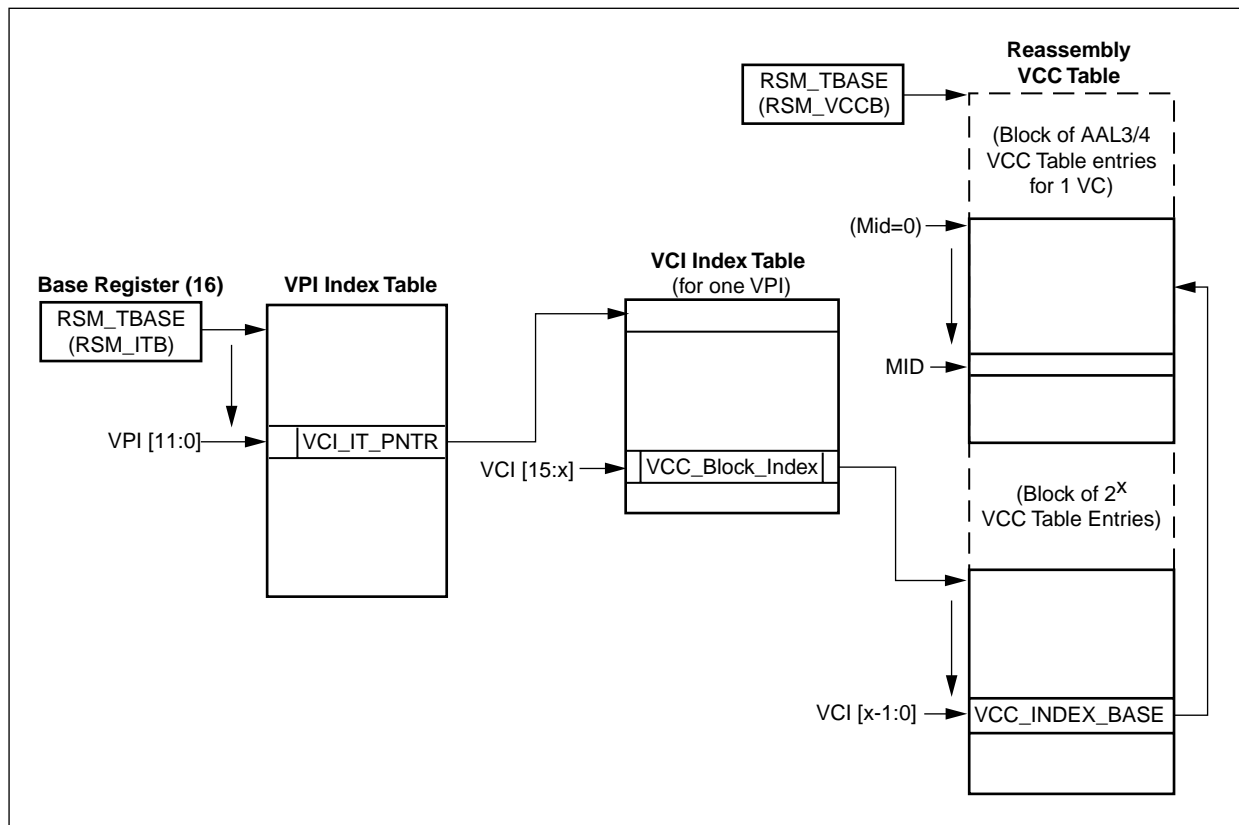 Reassembly
VCC Table
RSM_TBASE
(RSM_VCCB)
(Block of AAL3/4
VCC Table entries
for 1 VC)
(Mid=0)
MID
Base Register (16)
RSM_TBASE
(RSM_ITB)
VPI Index Table
VPI [11:0]
VCI_IT_PNTR
VCI Index Table
(for one VPI)
VCI [15:x]
VCC_Block_Index
(Block of 2^x
VCC Table Entries)
VCI [x-1:0]
VCC_INDEX_BASE